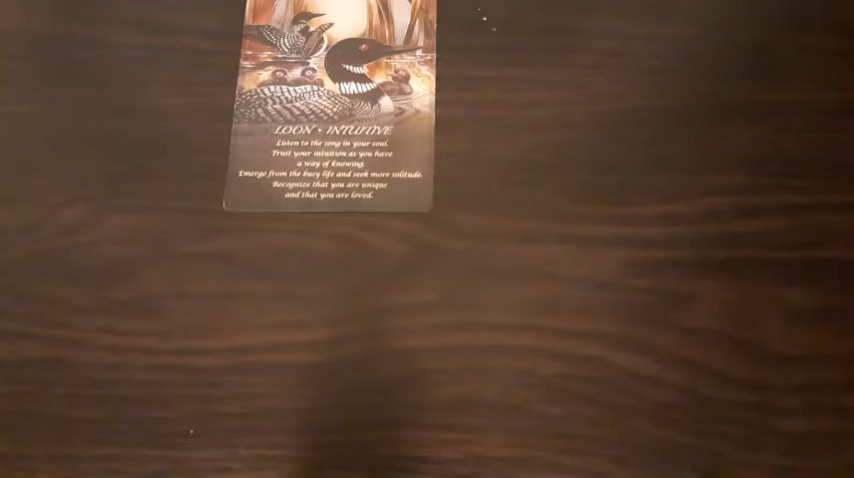 LOON • INTUITIVE
Listen to the song in your soul.
Trust your intuition as you have
a way of knowing.
Emerge from the busy life and seek more solitude.
Recognize that you are unique
and that you are loved.